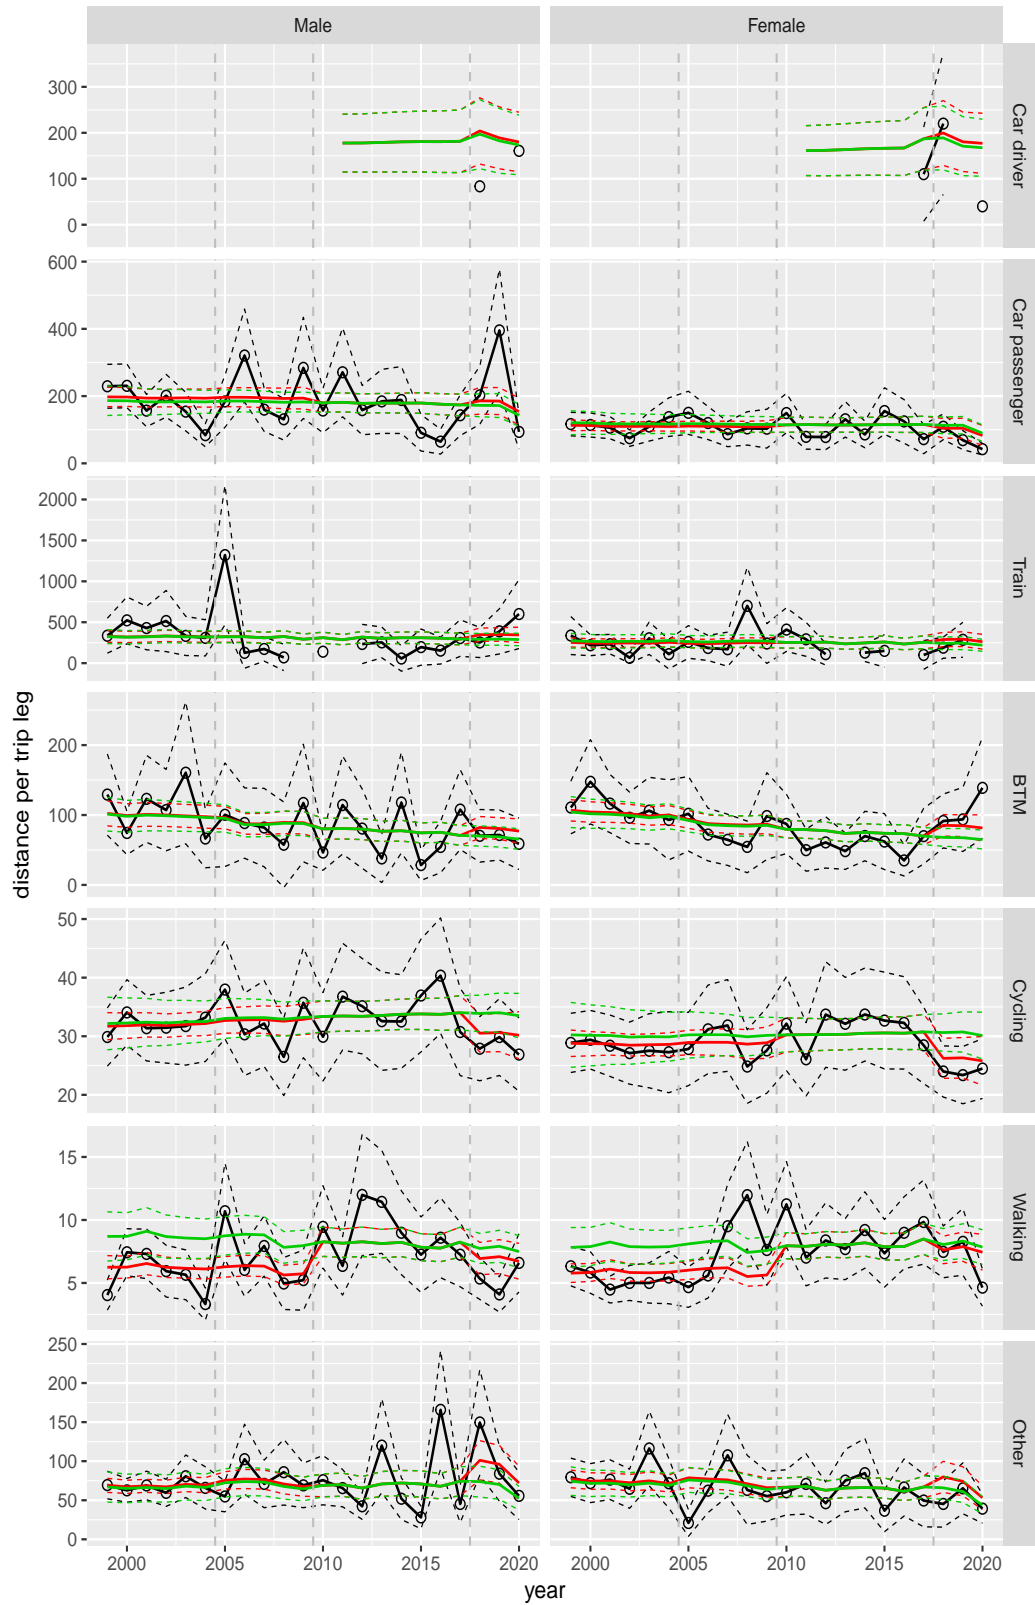 Male Female
300
200
100
0
Car driver
600
400
200
0
Car passenger
2000
1500
1000
500
0
Train
200
100
0
BTM
50
40
30
20
Cycling
15
10
5
Walking
250
200
150
100
50
0
Other
distance per trip leg
2000 2005 2010 2015 2020 2000 2005 2010 2015 2020
year